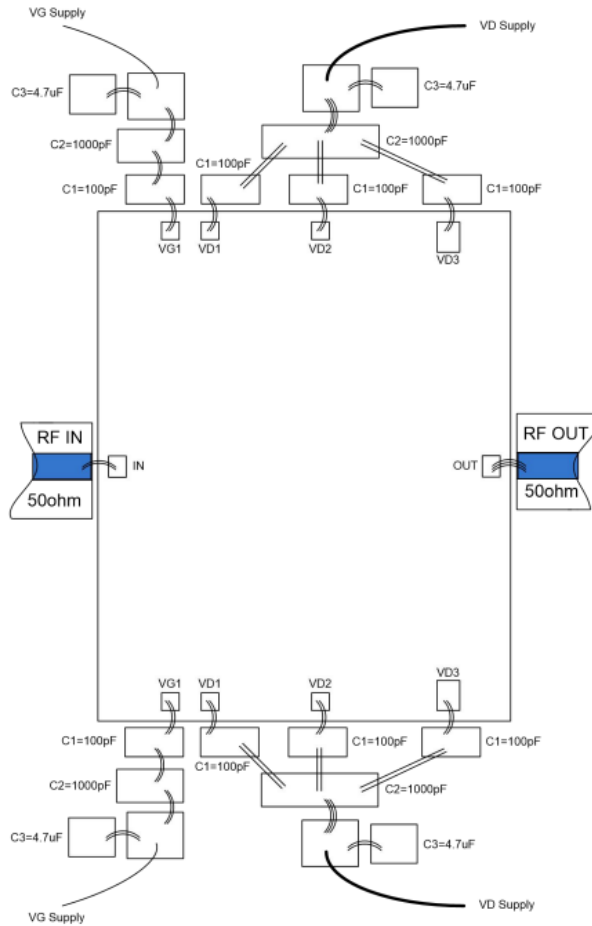 VG Supply
VD Supply
C3=4.7uF
C3=4.7uF
C2=1000pF
C2=1000pF
C1=100pF
C1=100pF
C1=100pF
C1=100pF
VG1
VD1
VD2
VD3
RF IN
RF OUT
IN
OUT
50ohm
50ohm
VG1
VD1
VD2
VD3
C1=100pF
C1=100pF
C1=100pF
C1=100pF
C2=1000pF
C2=1000pF
C3=4.7uF
C3=4.7uF
VG Supply
VD Supply